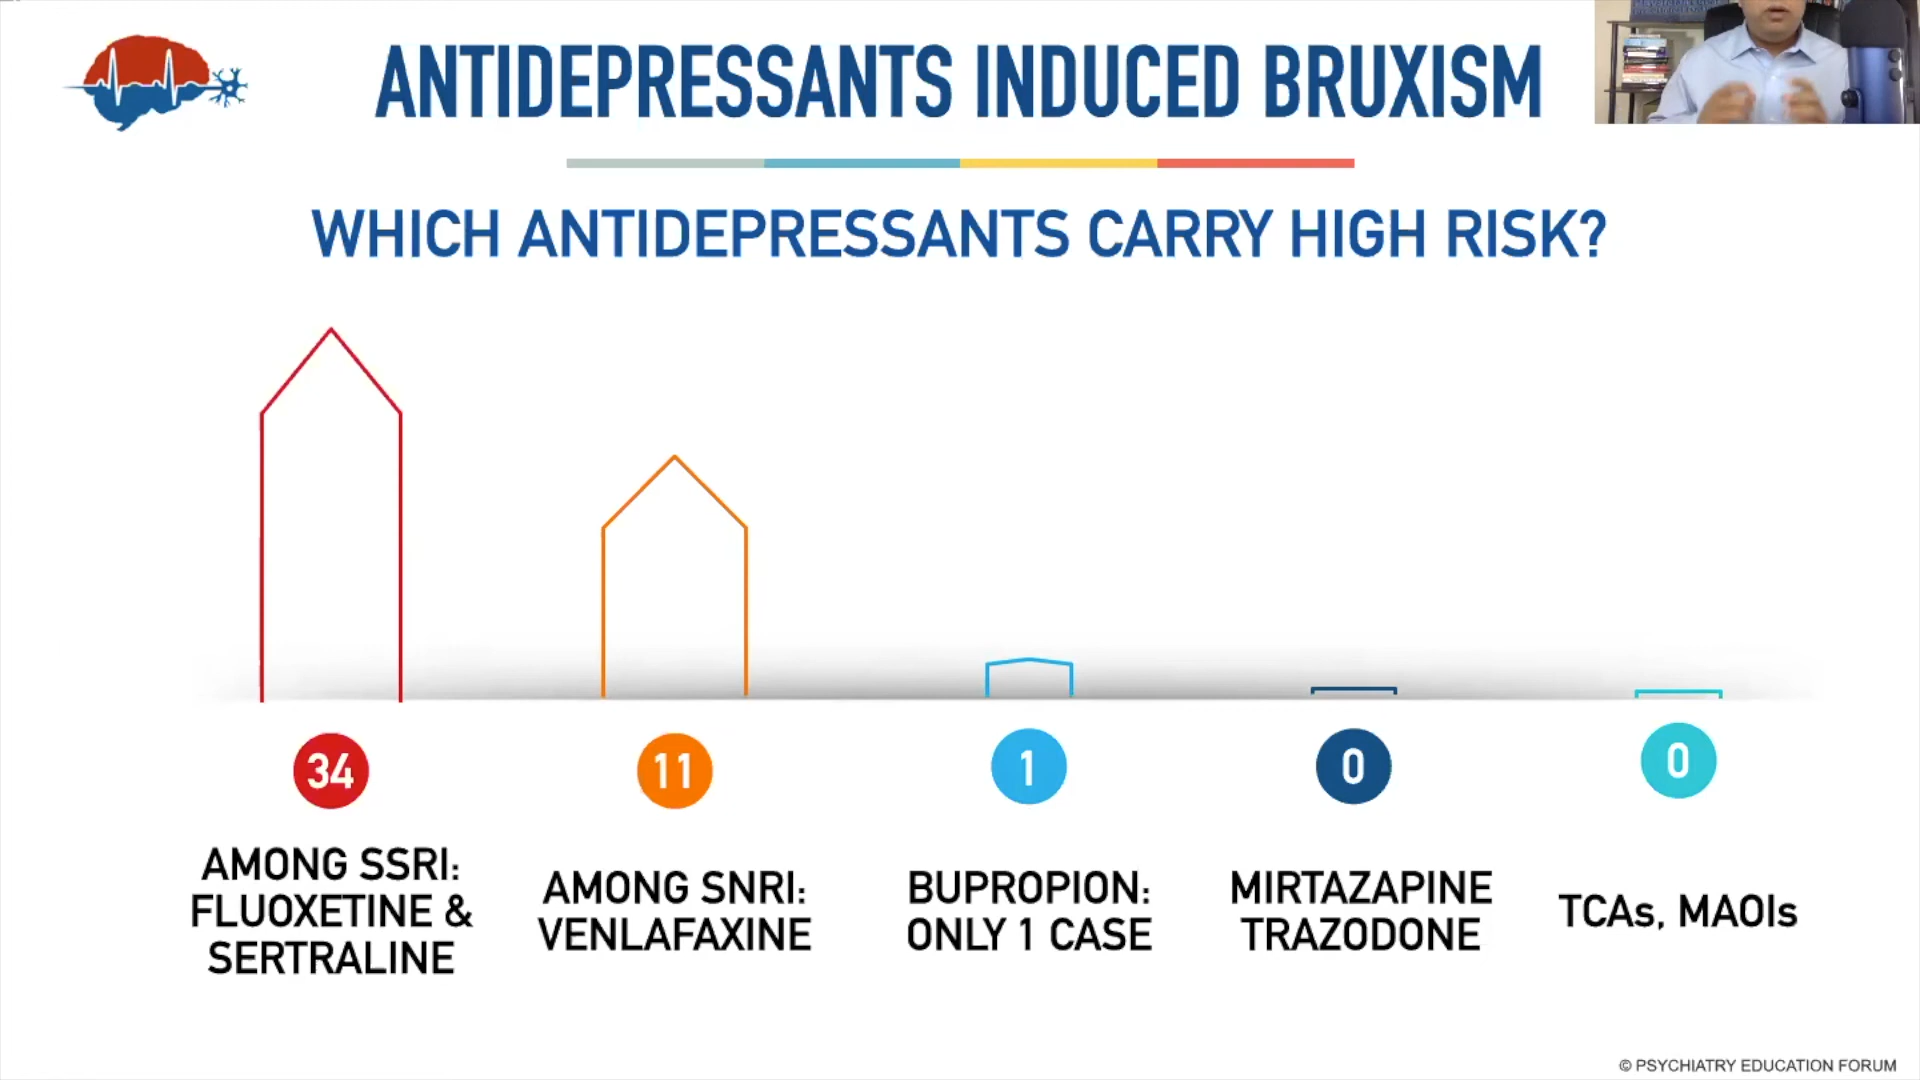 ANTIDEPRESSANTS INDUCED BRUXISM
WHICH ANTIDEPRESSANTS CARRY HIGH RISK?
34
11
1
0
0
AMONG SSRI:
FLUOXETINE &
SERTRALINE
AMONG SNRI:
VENLAFAXINE
BUPROPION:
ONLY 1 CASE
MIRTAZAPINE
TRAZODONE
TCAs, MAOIs
© PSYCHIATRY EDUCATION FORUM